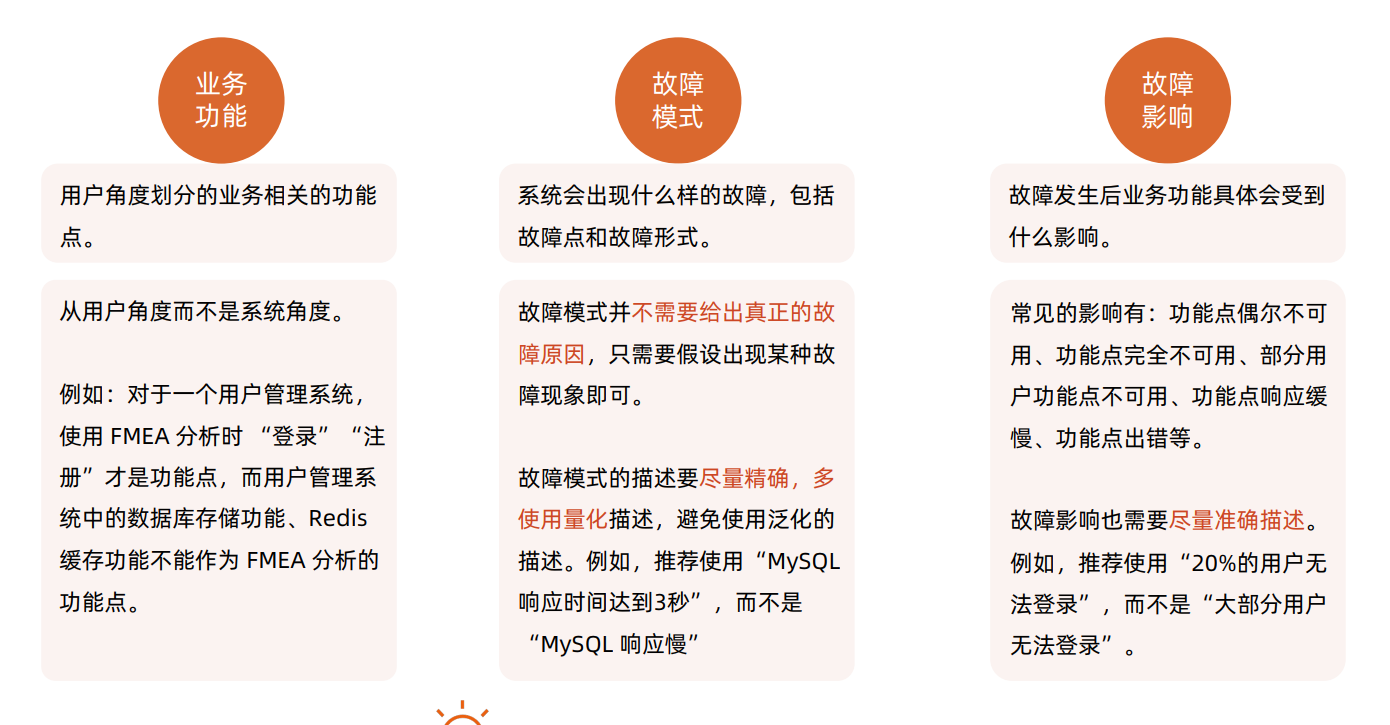 业务
功能
用户角度划分的业务相关的功能
点。
从用户角度而不是系统角度。
例如：对于一个用户管理系统，
使用 FMEA 分析时 “登录” “注
册” 才是功能点，而用户管理系
统中的数据库存储功能、Redis
缓存功能不能作为 FMEA 分析的
功能点。
故障
模式
系统会出现什么样的故障，包括
故障点和故障形式。
故障模式并不需要给出真正的故
障原因，只需要假设出现某种故
障现象即可。
故障模式的描述要尽量精确，多
使用量化描述，避免使用泛化的
描述。例如，推荐使用 “MySQL
响应时间达到3秒” ，而不是
“MySQL 响应慢”
故障
影响
故障发生后业务功能具体会受到
什么影响。
常见的影响有：功能点偶尔不可
用、功能点完全不可用、部分用
户功能点不可用、功能点响应缓
慢、功能点出错等。
故障影响也需要尽量准确描述。
例如，推荐使用 “20%的用户无
法登录” ，而不是 “大部分用户
无法登录” 。